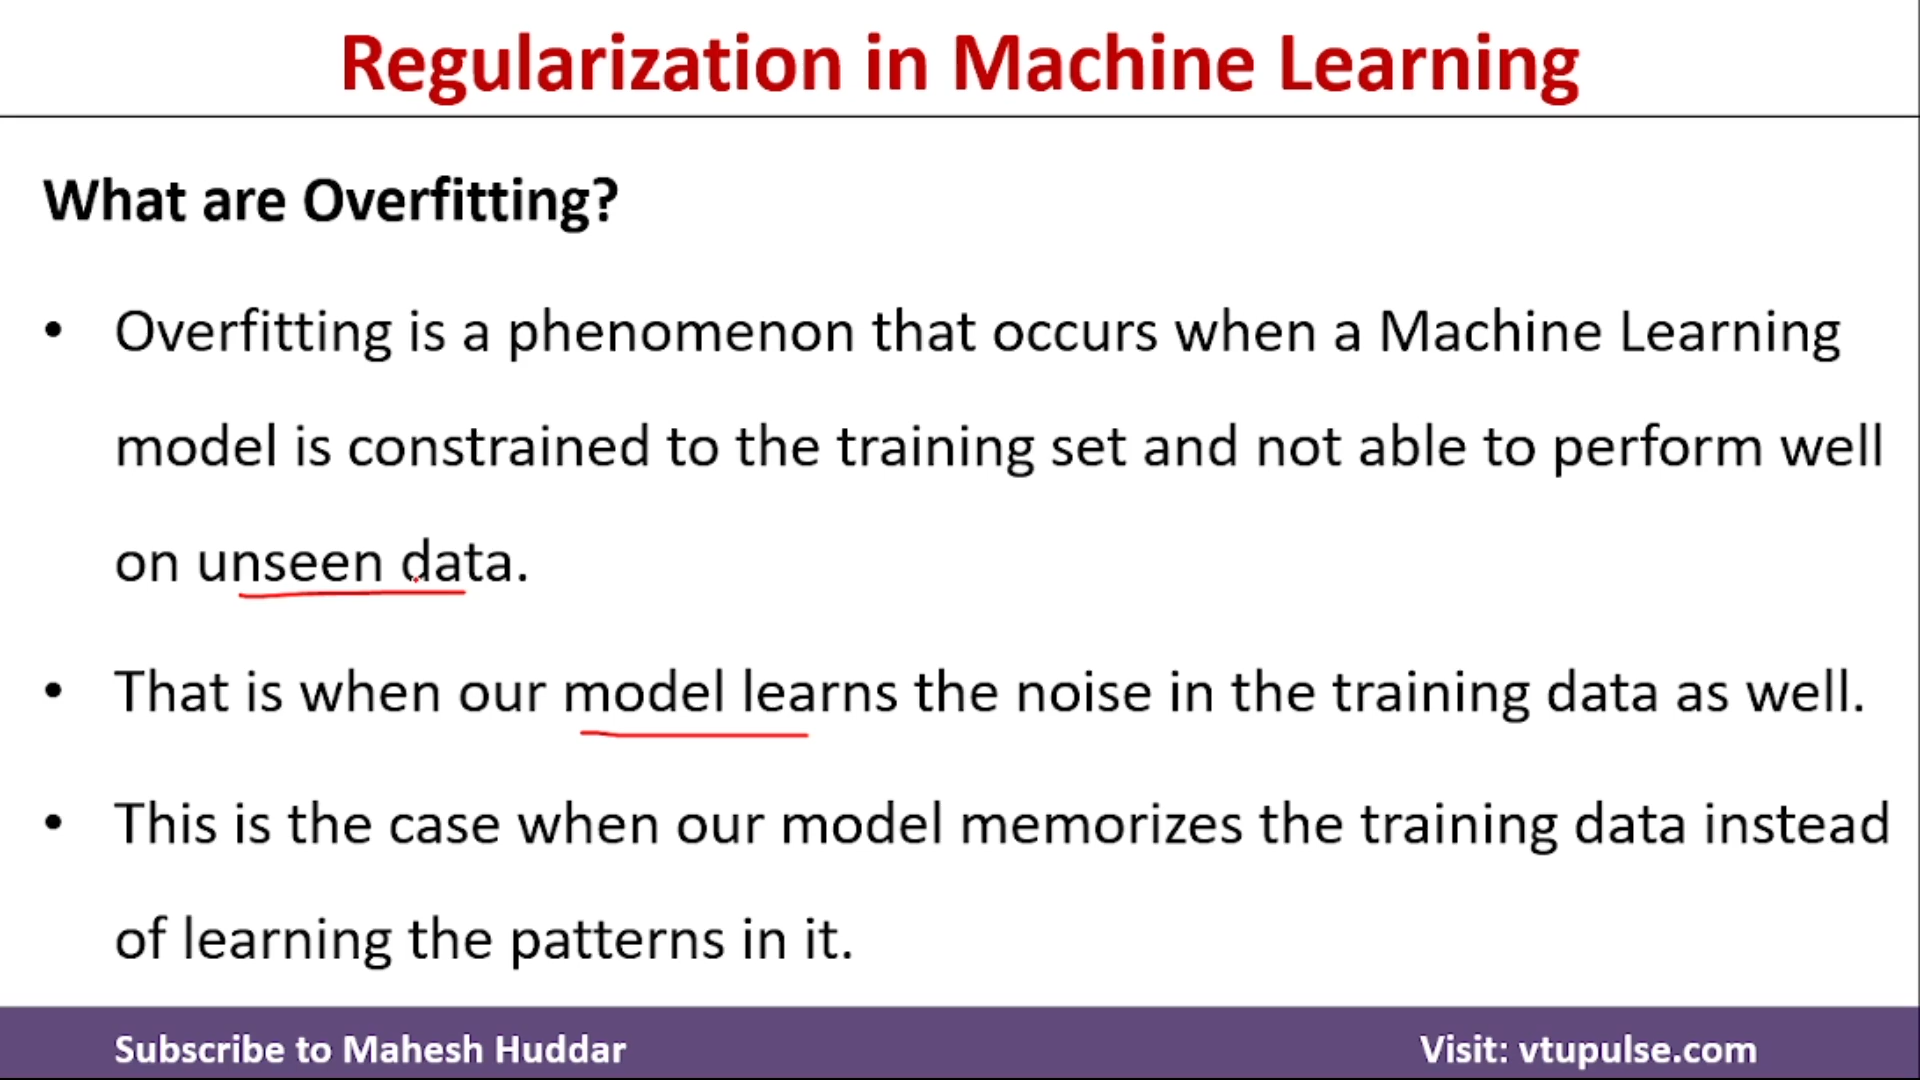 Regularization in Machine Learning
What are Overfitting?
• Overfitting is a phenomenon that occurs when a Machine Learning
model is constrained to the training set and not able to perform well
on unseen data.
• That is when our model learns the noise in the training data as well.
• This is the case when our model memorizes the training data instead
of learning the patterns in it.
Subscribe to Mahesh Huddar
Visit: vtupulse.com